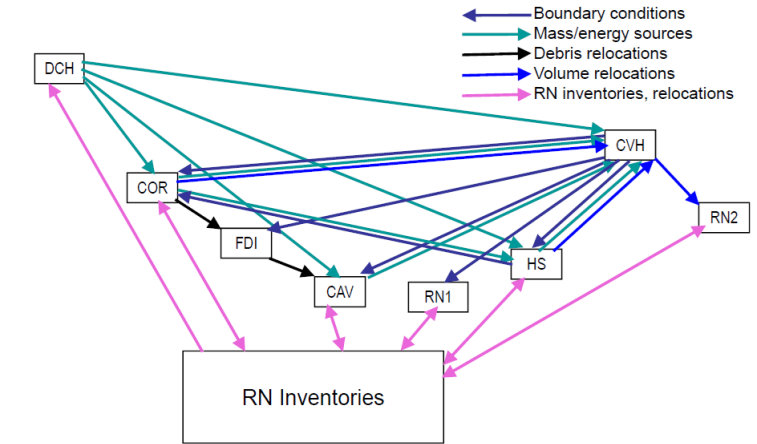 Boundary conditions
Mass/energy sources
Debris relocations
Volume relocations
RN inventories, relocations
DCH
CVH
COR
RN2
FDI
HS
CAV
RN1
RN Inventories